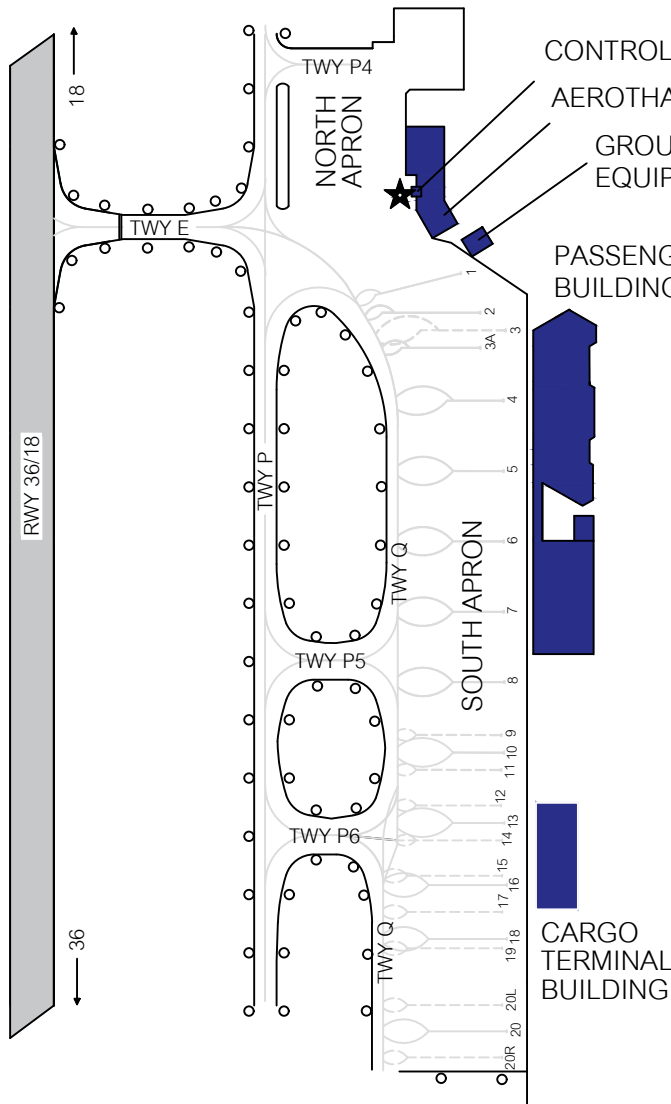 18
TWY P4
CONTROL
AEROTHA
NORTH
APRON
GROU
EQUIP
TWY E
PASSENG
BUILDING
1
2
3
3A
4
RWY 36/18
TWY P
5
6
TWY Q
SOUTH APRON
7
TWY P5
8
9
10
11
12
13
14
TWY P6
15
16
17
18
19
36
TWY Q
CARGO
TERMINAL
BUILDING
20L
20
20R